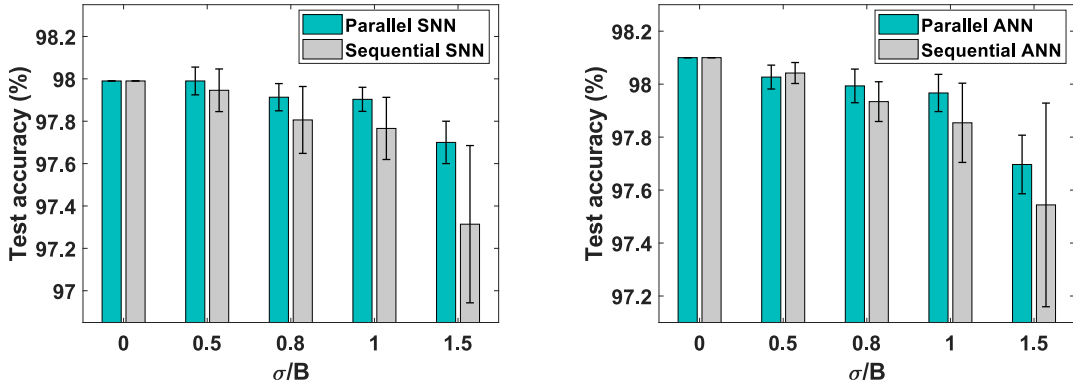 Parallel SNN
Sequential SNN
98.2
98
97.8
97.6
97.4
97.2
97
Test accuracy (%)
0 0.5 0.8 1 1.5
σ/B
Parallel ANN
Sequential ANN
98.2
98
97.8
97.6
97.4
97.2
Test accuracy (%)
0 0.5 0.8 1 1.5
σ/B